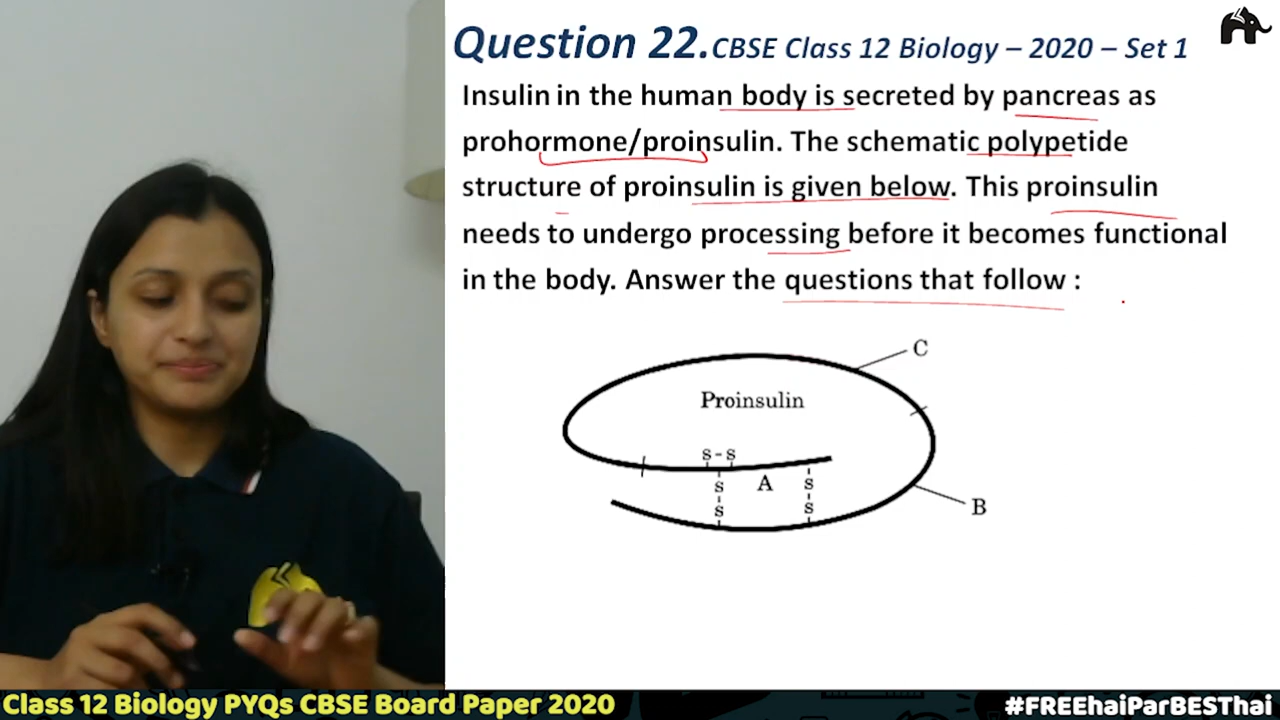 Question 22.CBSE Class 12 Biology – 2020 – Set 1
Insulin in the human body is secreted by pancreas as
prohormone/proinsulin. The schematic polypetide
structure of proinsulin is given below. This proinsulin
needs to undergo processing before it becomes functional
in the body. Answer the questions that follow :
C
Proinsulin
s - s
s A s
s s
B
Class 12 Biology PYQs CBSE Board Paper 2020
#FREEhaiParBESThai